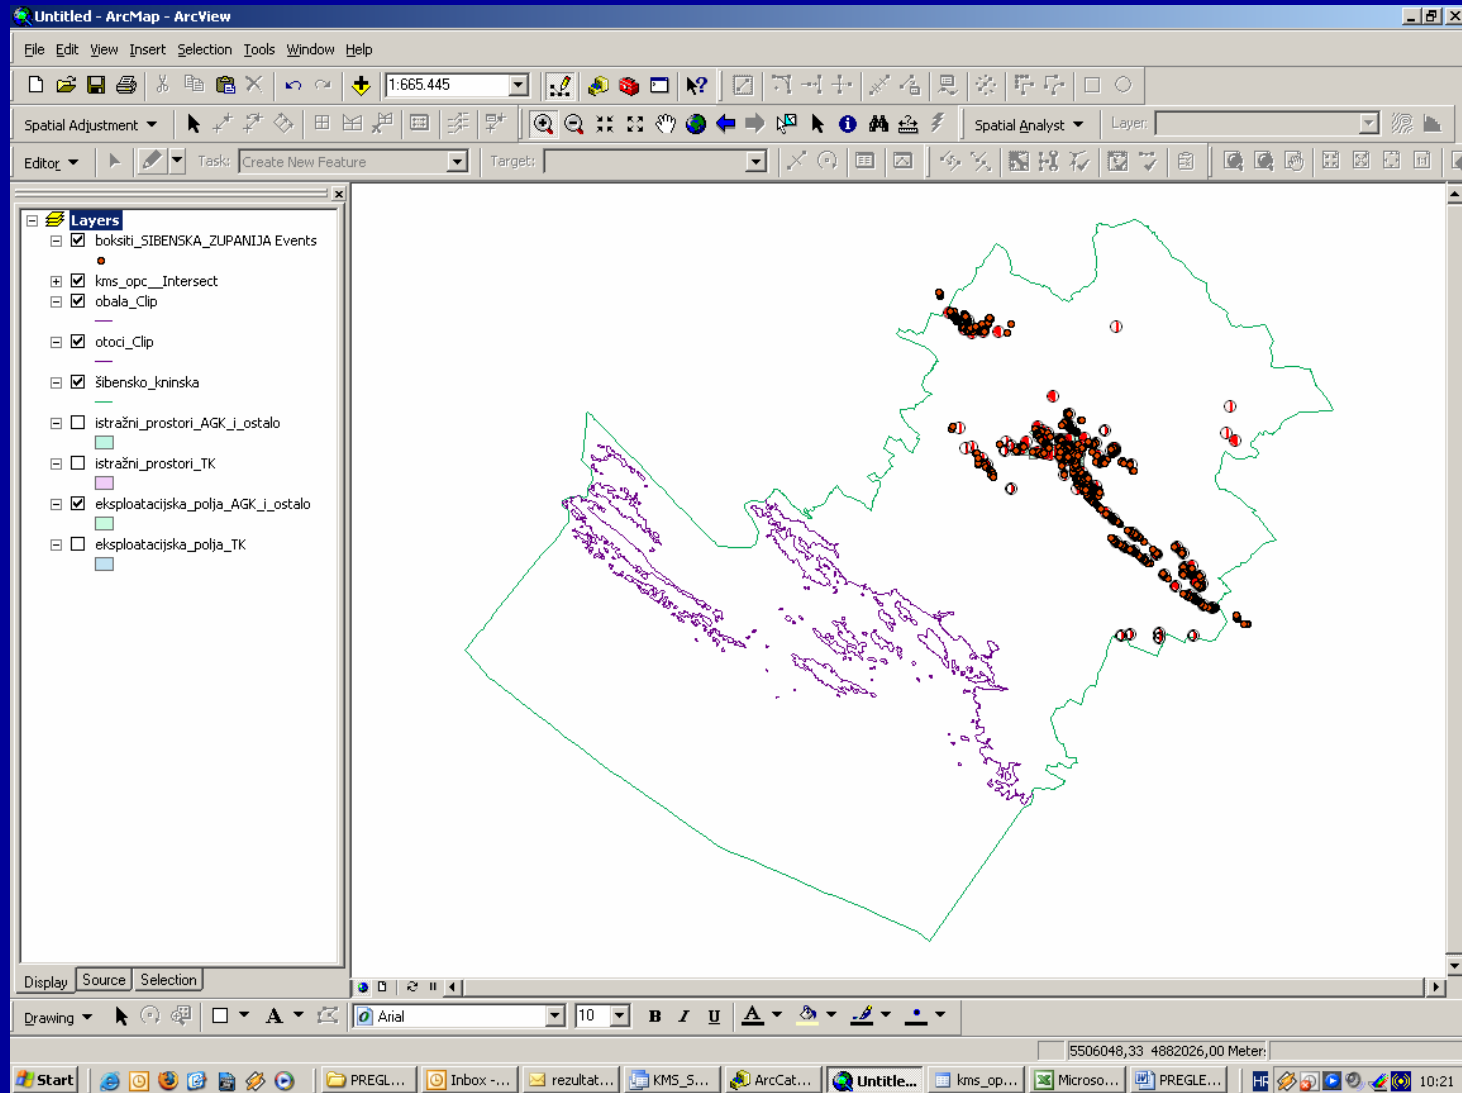 Untitled - ArcMap - ArcView
File Edit View Insert Selection Tools Window Help
1:665.445
Spatial Adjustment Spatial Analyst Layer:
Editor Task: Create New Feature Target:
Layers
boksiti_SIBENSKA_ZUPANIJA Events
kms_opc__Intersect
obala_Clip
otoci_Clip
šibensko_kninska
istražni_prostori_AGK_i_ostalo
istražni_prostori_TK
eksploatacijska_polja_AGK_i_ostalo
eksploatacijska_polja_TK
Display Source Selection
Drawing Arial 10 B I U A
5506048,33 4882026,00 Meter:
Start PREGL... Inbox -... rezultat... KMS_S... ArcCat... Untitle... kms_op... Microso... PREGLE... HR 10:21